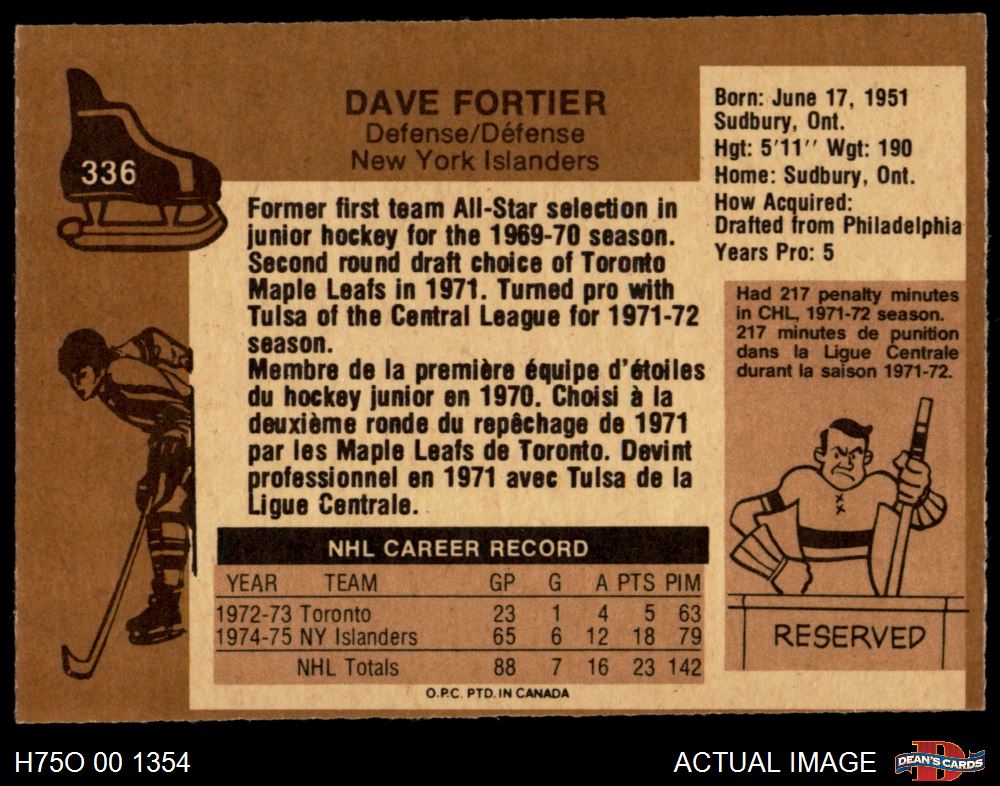 336
DAVE FORTIER
Defense/Défense
New York Islanders
Born: June 17, 1951
Sudbury, Ont.
Hgt: 5'11'' Wgt: 190
Home: Sudbury, Ont.
How Acquired:
Drafted from Philadelphia
Years Pro: 5
Former first team All-Star selection in
junior hockey for the 1969-70 season.
Second round draft choice of Toronto
Maple Leafs in 1971. Turned pro with
Tulsa of the Central League for 1971-72
season.
Membre de la première équipe d'étoiles
du hockey junior en 1970. Choisi à la
deuxième ronde du repêchage de 1971
par les Maple Leafs de Toronto. Devint
professionnel en 1971 avec Tulsa de la
Ligue Centrale.
Had 217 penalty minutes
in CHL, 1971-72 season.
217 minutes de punition
dans la Ligue Centrale
durant la saison 1971-72.
RESERVED
NHL CAREER RECORD
YEAR TEAM GP G A PTS PIM
1972-73 Toronto 23 1 4 5 63
1974-75 NY Islanders 65 6 12 18 79
NHL Totals 88 7 16 23 142
O.P.C. PTD. IN CANADA
H75O 00 1354
ACTUAL IMAGE
D
DEAN'S CARDS